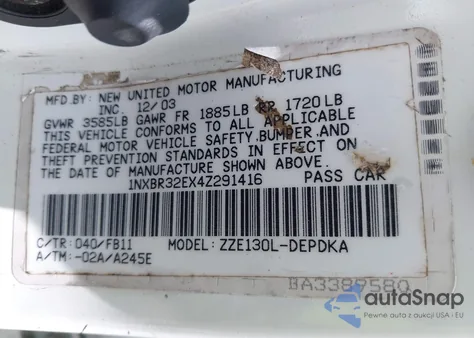 MFD.BY: NEW UNITED MOTOR MANUFACTURING
INC. 12/03
GVWR 3585LB GAWR FR 1885LB RR 1720LB
THIS VEHICLE CONFORMS TO ALL APPLICABLE
FEDERAL MOTOR VEHICLE SAFETY,BUMPER,AND
THEFT PREVENTION STANDARDS IN EFFECT ON
THE DATE OF MANUFACTURE SHOWN ABOVE.
1NXBR32EX4Z291416 PASS CAR
C/TR: 040/FB11 MODEL: ZZE130L-DEPDKA
A/TM: -02A/A245E
BA3387580
autoSnap
Pewne auta z aukcji USA i EU